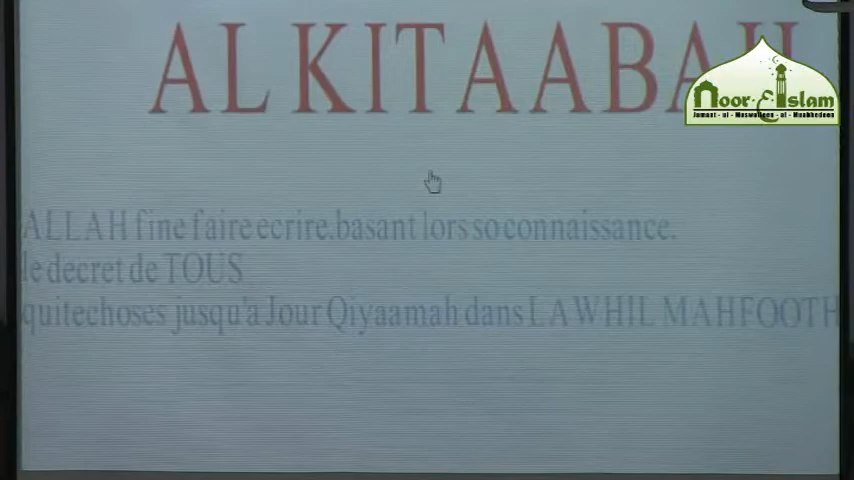 AL KITAABAH
Noor-E-Islam
ALLAH fine faire ecrire.basant lors so connaissance.
le decret de TOUS
quitechoses jusqu'a Jour Qiyaamah dans LAWHIL MAHFOOTH